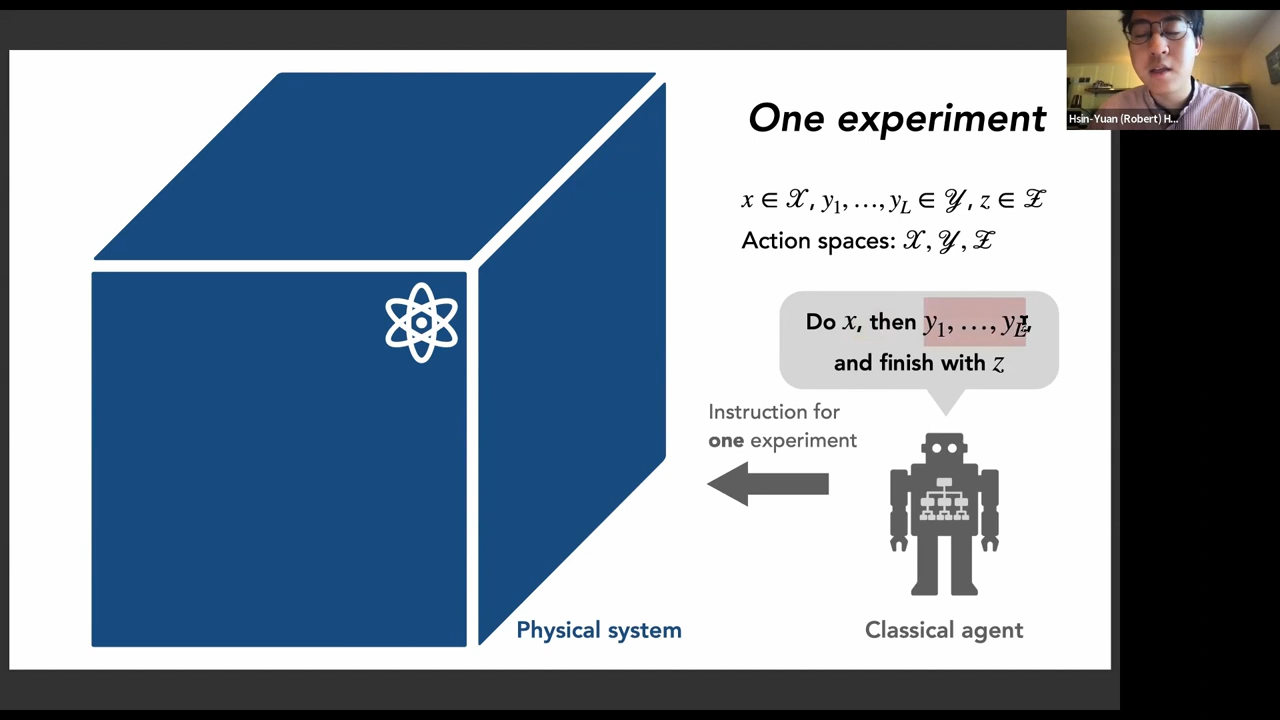 One experiment
Hsin-Yuan (Robert) H...
x ∈ 𝒳, y₁, …, y_L ∈ 𝒴, z ∈ 𝒵
Action spaces: 𝒳, 𝒴, 𝒵
Do x, then y₁, …, y_L,
and finish with z
Instruction for
one experiment
Physical system
Classical agent